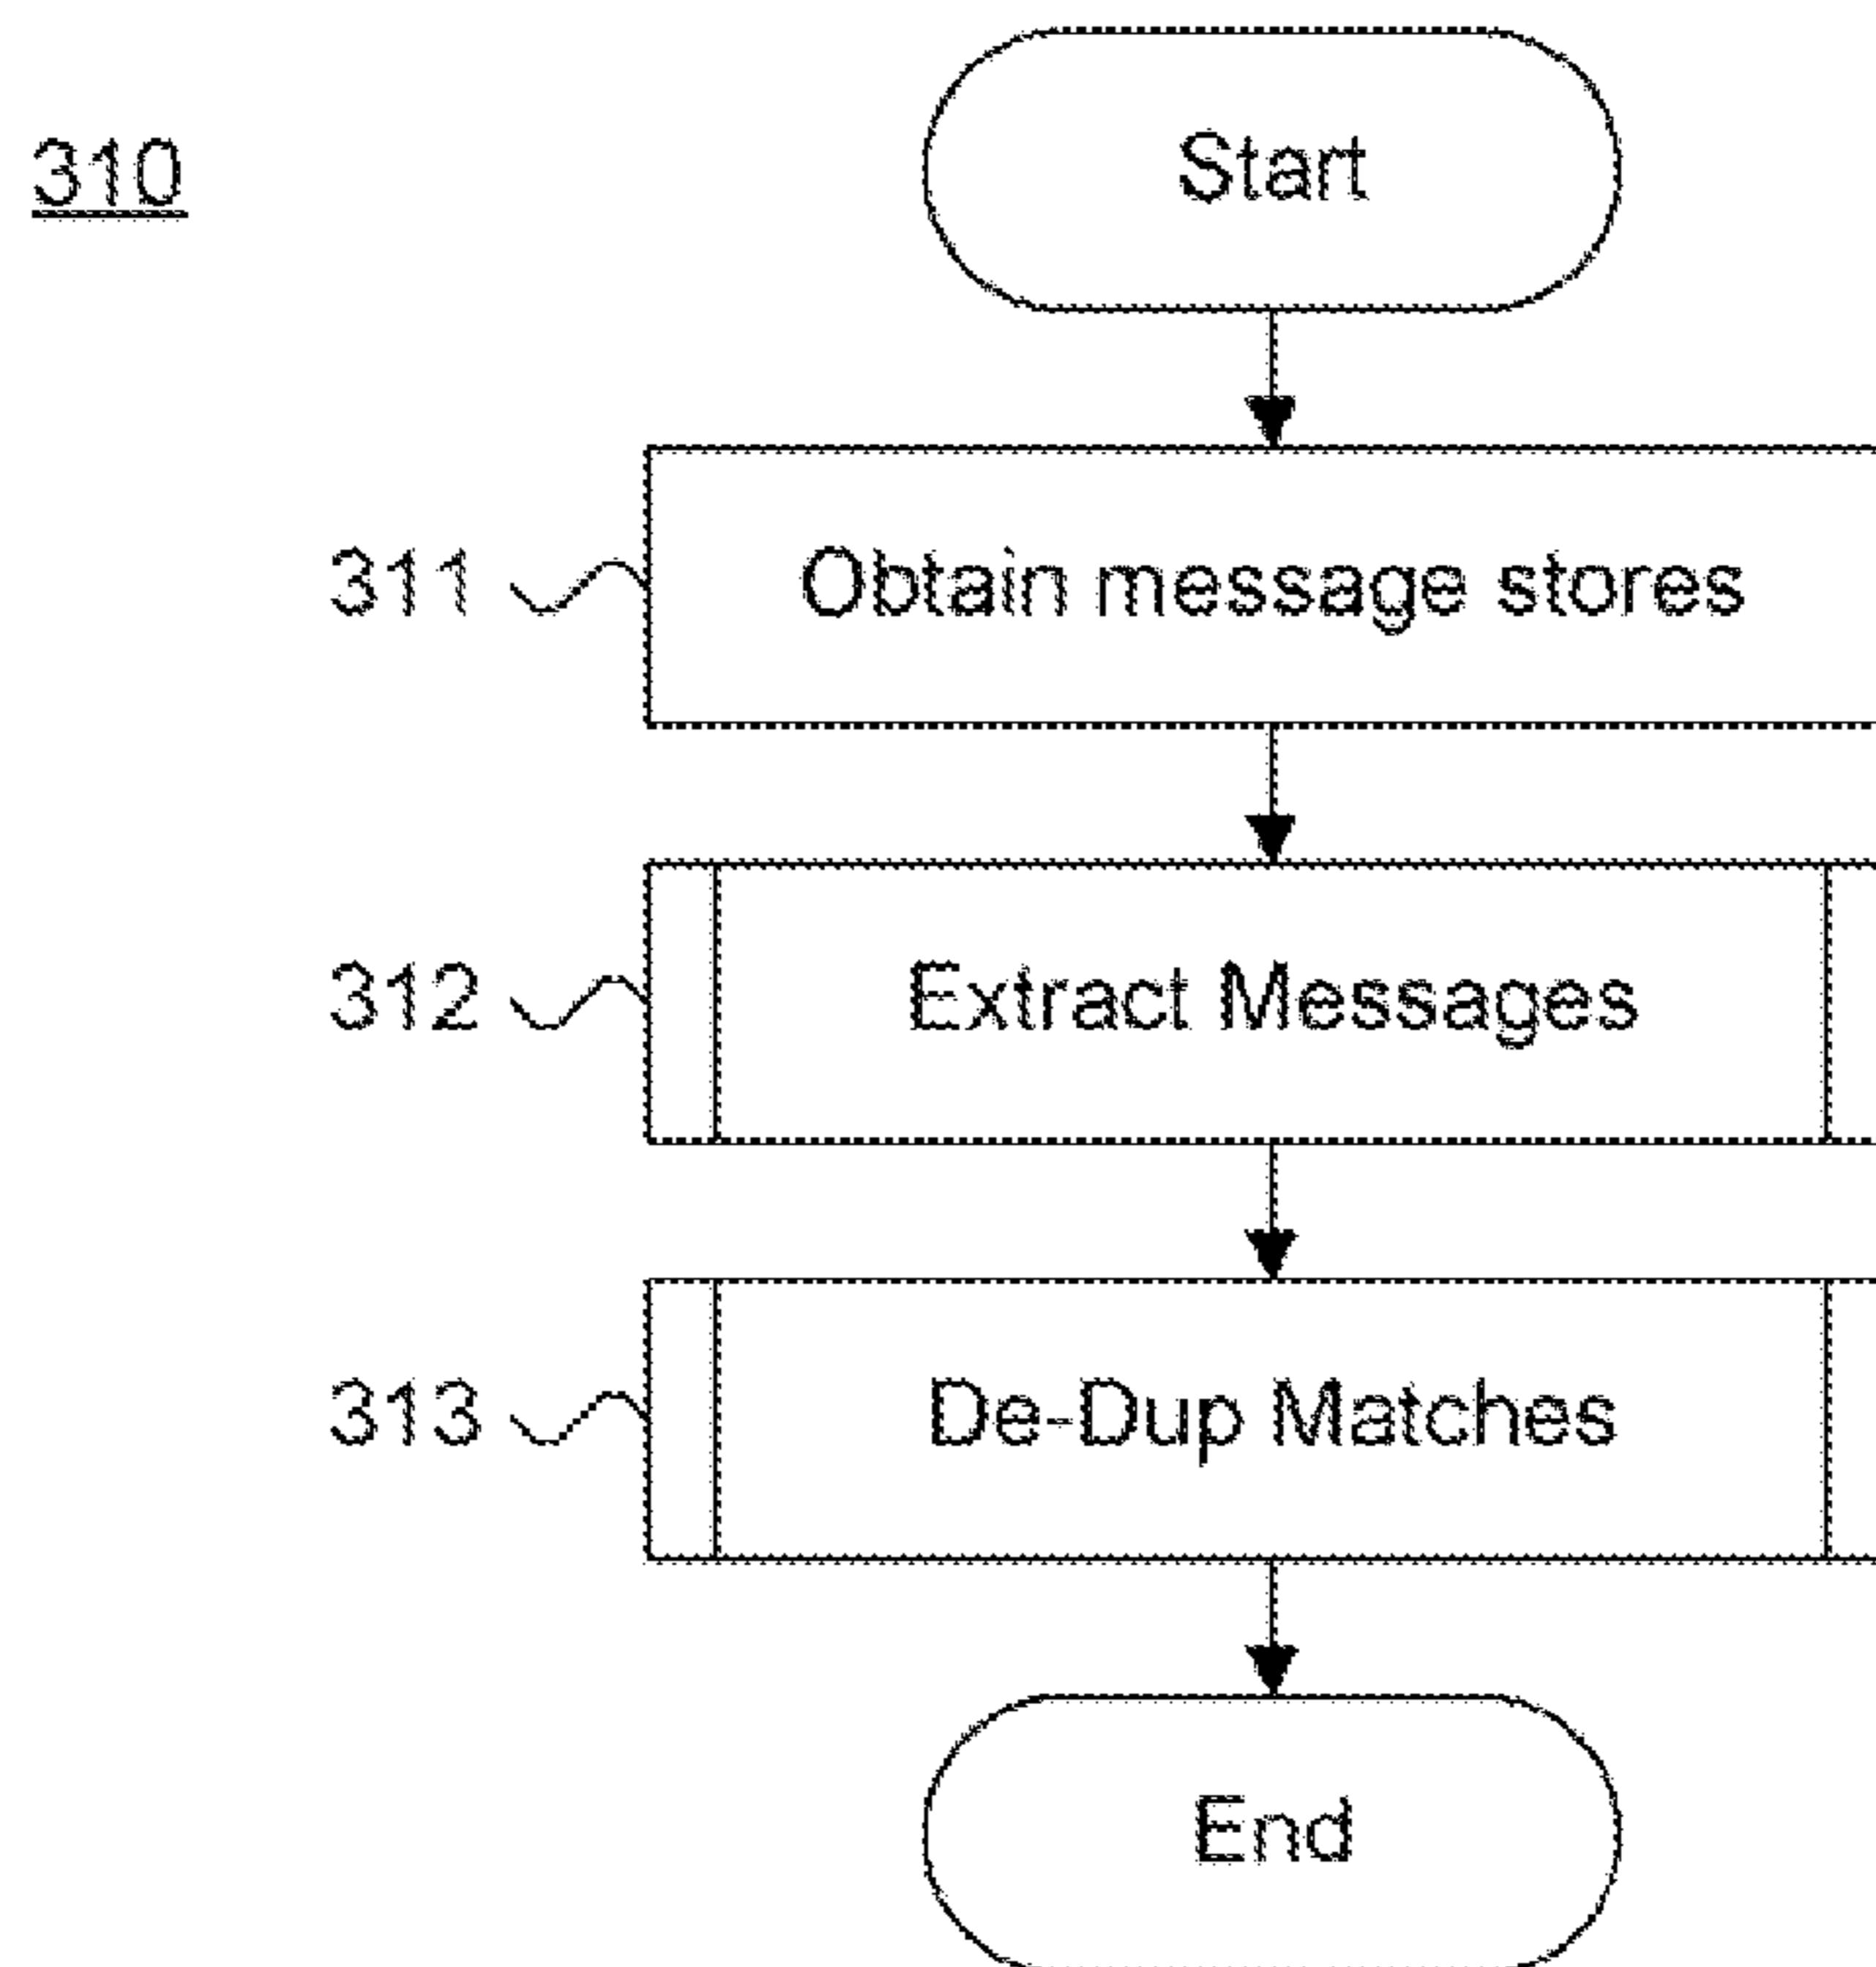 310
Start
311
Obtain message stores
312
Extract Messages
313
De-Dup Matches
End